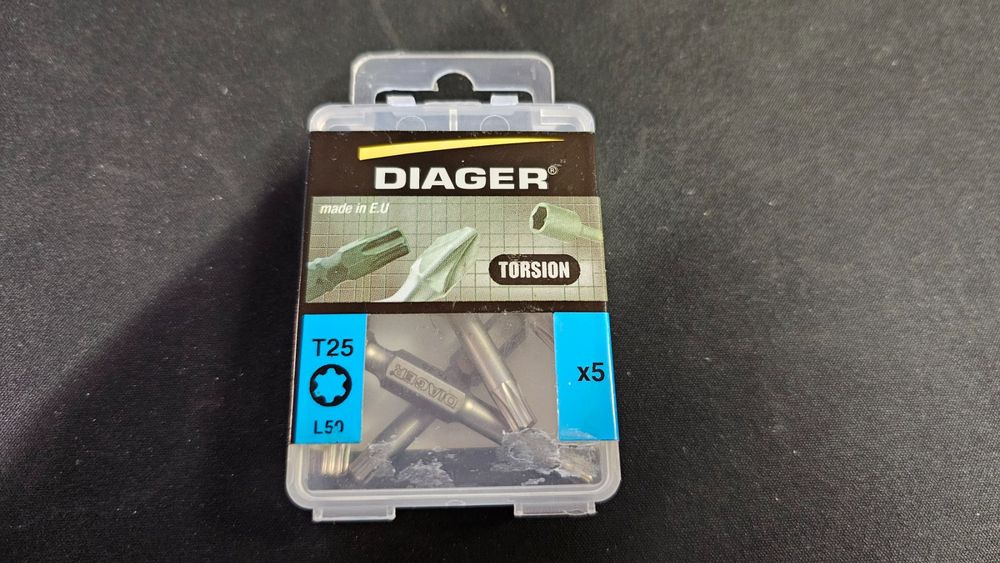 DIAGER®
made in E.U
TORSION
T25
x5
DIAGER
L50